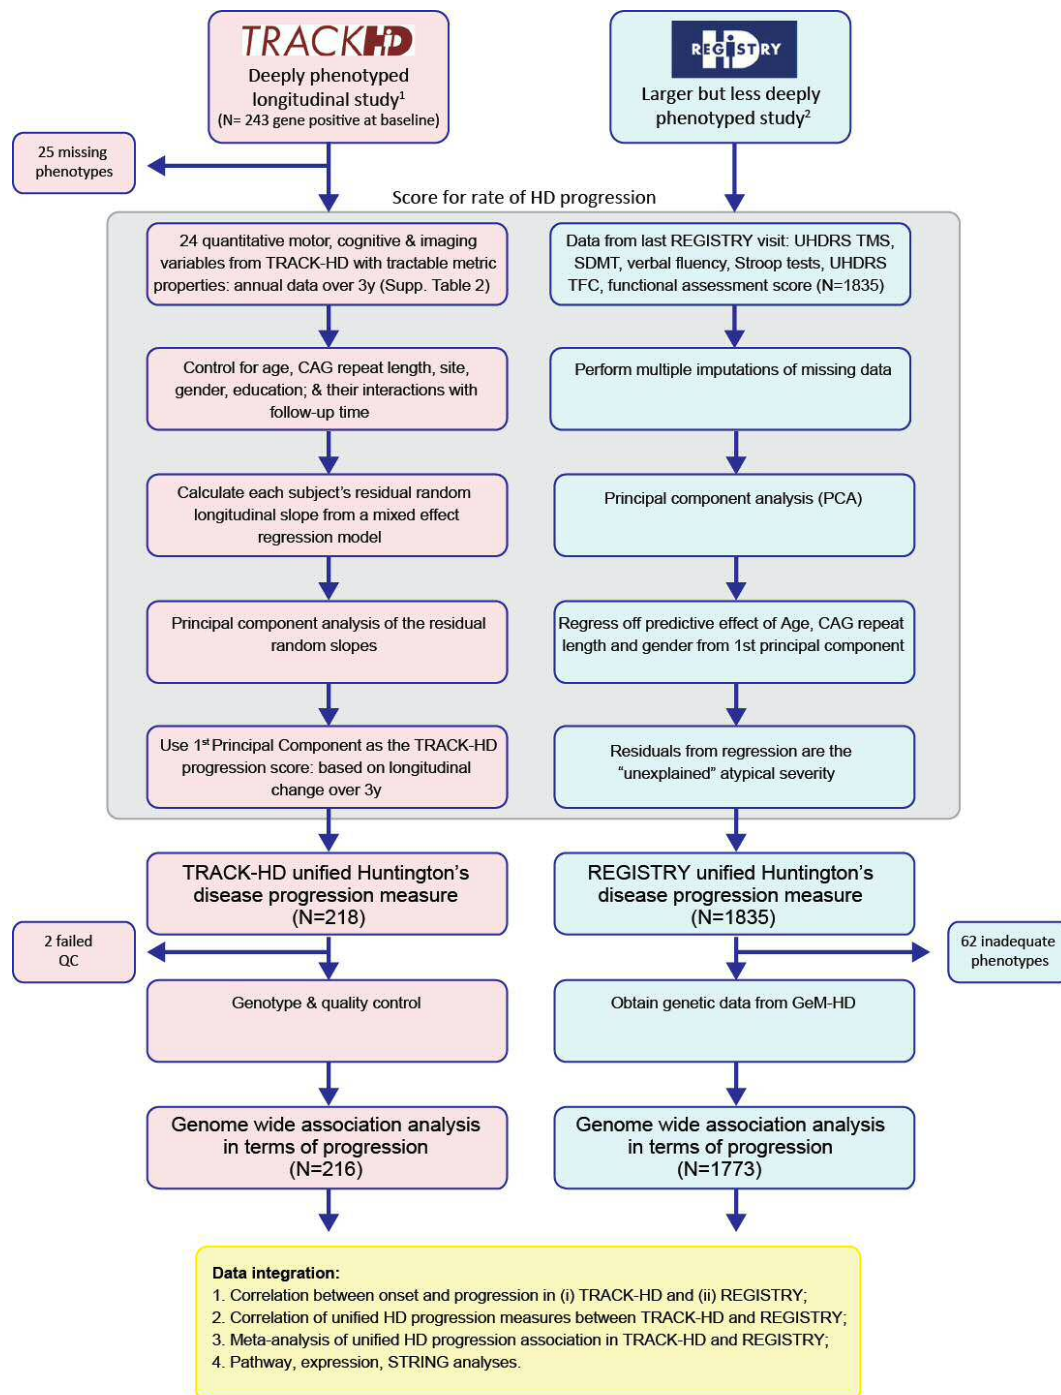 TRACKHD
Deeply phenotyped
longitudinal study¹
(N= 243 gene positive at baseline)
REGiSTRY
HD
Larger but less deeply
phenotyped study²
25 missing
phenotypes
Score for rate of HD progression
24 quantitative motor, cognitive & imaging
variables from TRACK-HD with tractable metric
properties: annual data over 3y (Supp. Table 2)
Data from last REGISTRY visit: UHDRS TMS,
SDMT, verbal fluency, Stroop tests, UHDRS
TFC, functional assessment score (N=1835)
Control for age, CAG repeat length, site,
gender, education; & their interactions with
follow-up time
Perform multiple imputations of missing data
Calculate each subject's residual random
longitudinal slope from a mixed effect
regression model
Principal component analysis (PCA)
Principal component analysis of the residual
random slopes
Regress off predictive effect of Age, CAG repeat
length and gender from 1st principal component
Use 1st Principal Component as the TRACK-HD
progression score: based on longitudinal
change over 3y
Residuals from regression are the
“unexplained” atypical severity
TRACK-HD unified Huntington's
disease progression measure
(N=218)
REGISTRY unified Huntington's
disease progression measure
(N=1835)
2 failed
QC
62 inadequate
phenotypes
Genotype & quality control
Obtain genetic data from GeM-HD
Genome wide association analysis
in terms of progression
(N=216)
Genome wide association analysis
in terms of progression
(N=1773)
Data integration:
1. Correlation between onset and progression in (i) TRACK-HD and (ii) REGISTRY;
2. Correlation of unified HD progression measures between TRACK-HD and REGISTRY;
3. Meta-analysis of unified HD progression association in TRACK-HD and REGISTRY;
4. Pathway, expression, STRING analyses.